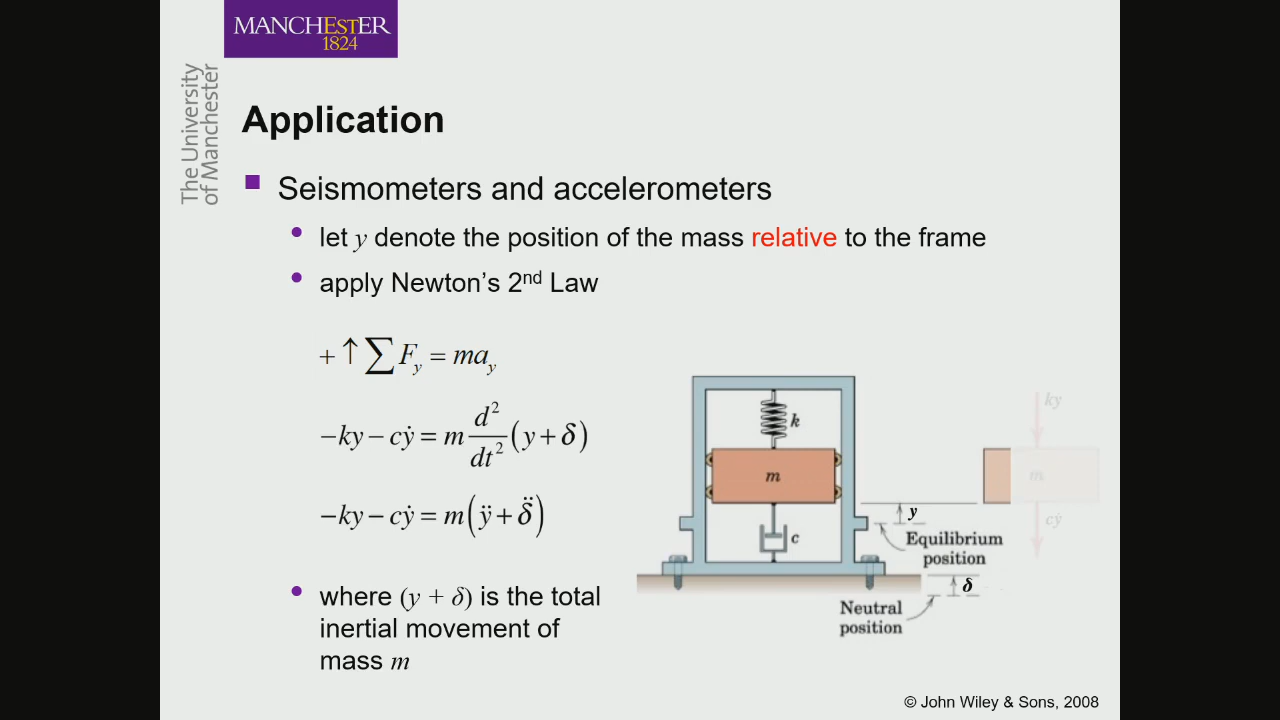 MANCHESTER
1824
The University
of Manchester
Application
Seismometers and accelerometers
let y denote the position of the mass relative to the frame
apply Newton's 2nd Law
+ ↑ ∑ F_y = ma_y
−ky − cẏ = m d²/dt² (y + δ)
−ky − cẏ = m(ÿ + δ̈)
where (y + δ) is the total
inertial movement of
mass m
k
m
c
y
Equilibrium
position
δ
Neutral
position
ky
m
cẏ
© John Wiley & Sons, 2008